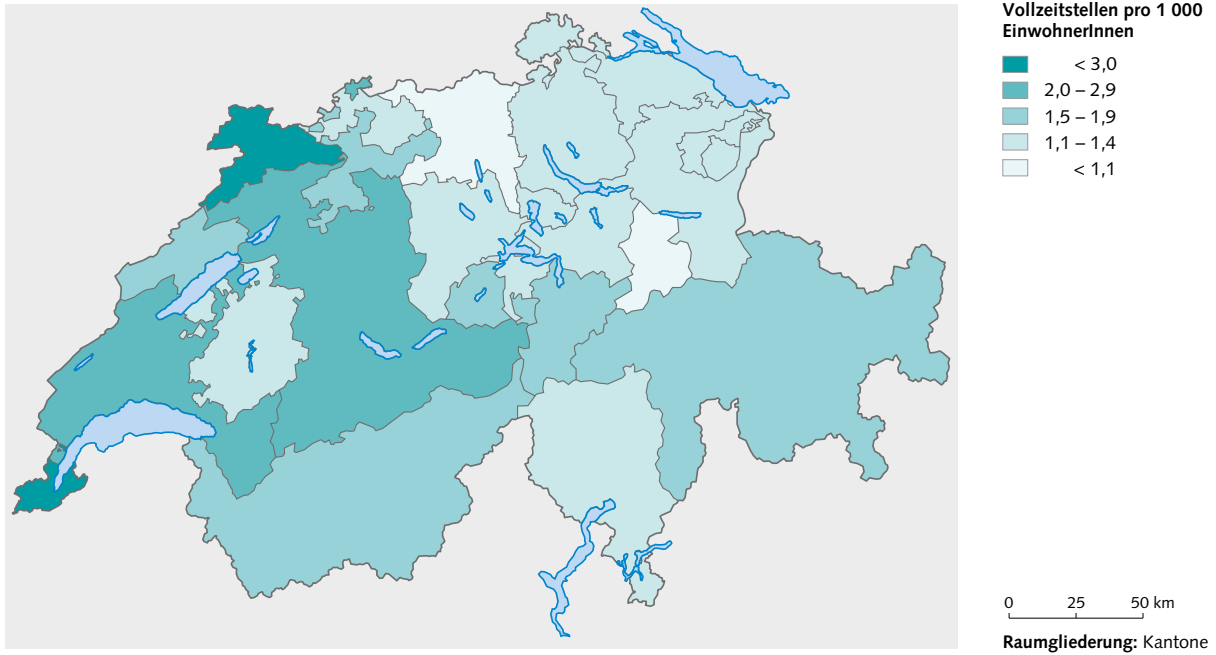 Vollzeitstellen pro 1 000
EinwohnerInnen
< 3,0
2,0 – 2,9
1,5 – 1,9
1,1 – 1,4
< 1,1
0 25 50 km
Raumgliederung: Kantone